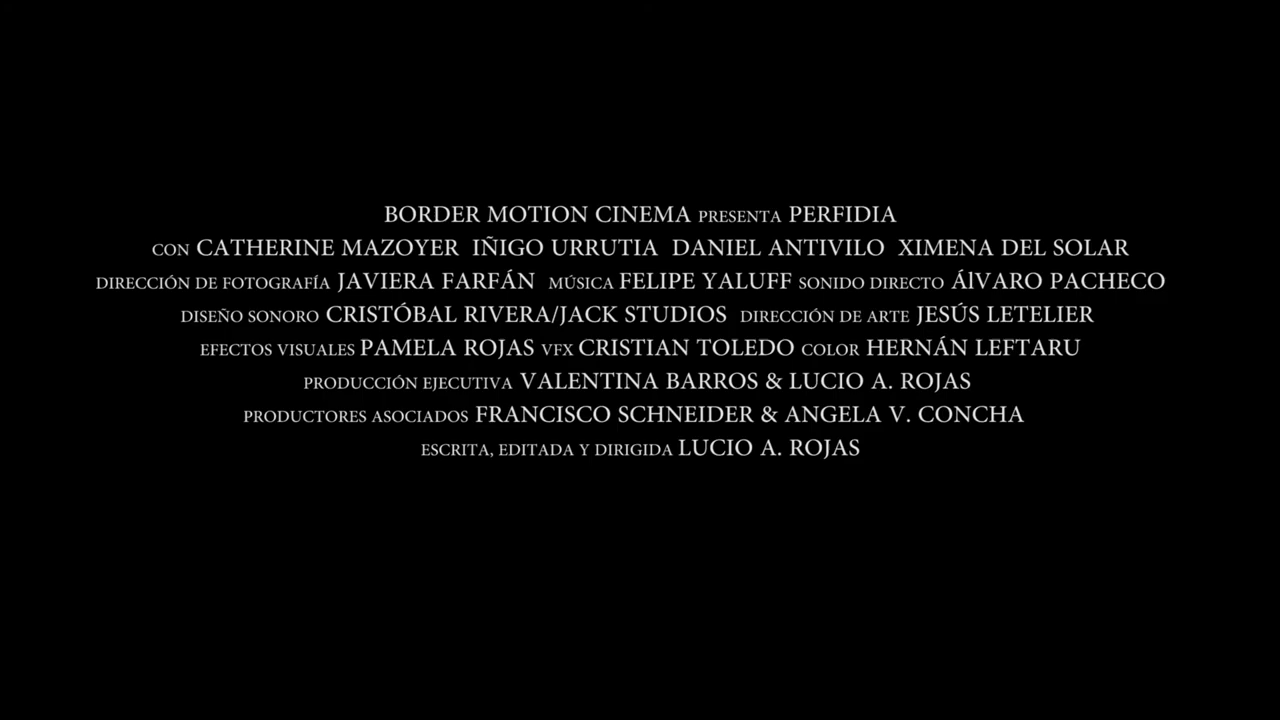 BORDER MOTION CINEMA PRESENTA PERFIDIA
CON CATHERINE MAZOYER IÑIGO URRUTIA DANIEL ANTIVILO XIMENA DEL SOLAR
DIRECCIÓN DE FOTOGRAFÍA JAVIERA FARFÁN MÚSICA FELIPE YALUFF SONIDO DIRECTO ÁlVARO PACHECO
DISEÑO SONORO CRISTÓBAL RIVERA/JACK STUDIOS DIRECCIÓN DE ARTE JESÚS LETELIER
EFECTOS VISUALES PAMELA ROJAS VFX CRISTIAN TOLEDO COLOR HERNÁN LEFTARU
PRODUCCIÓN EJECUTIVA VALENTINA BARROS & LUCIO A. ROJAS
PRODUCTORES ASOCIADOS FRANCISCO SCHNEIDER & ANGELA V. CONCHA
ESCRITA, EDITADA Y DIRIGIDA LUCIO A. ROJAS